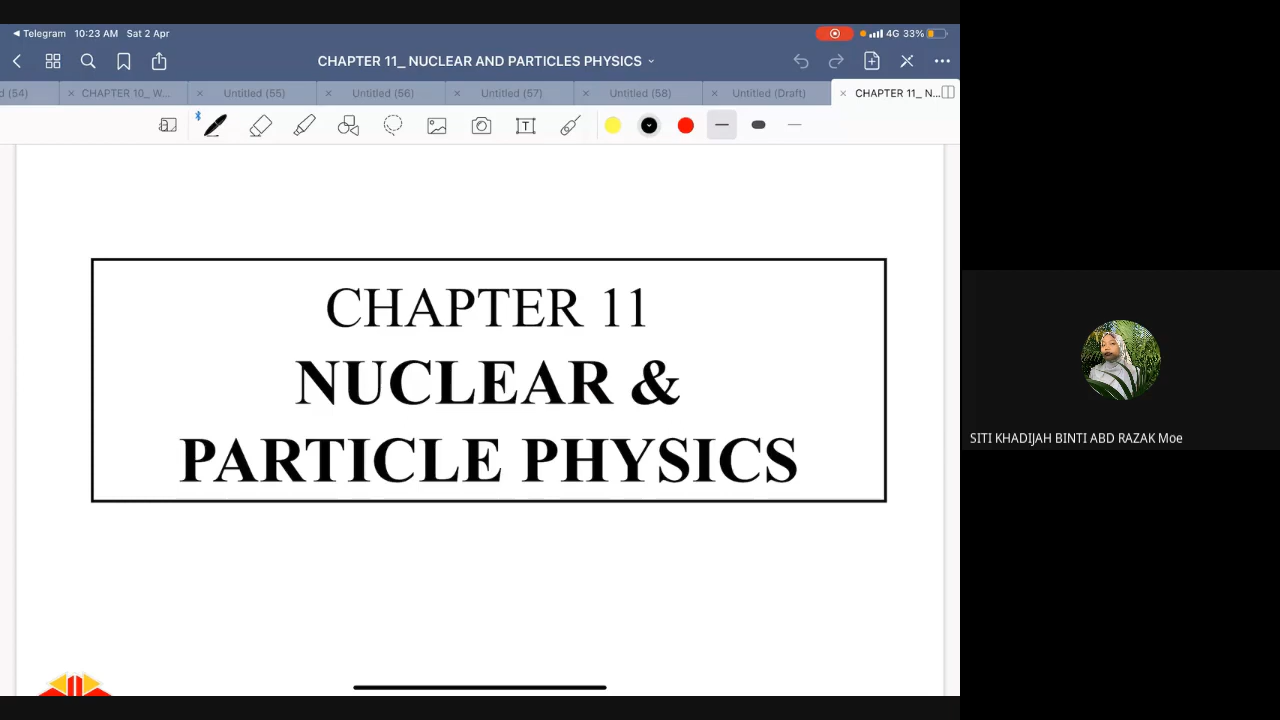 Telegram 10:23 AM Sat 2 Apr 4G 33%
CHAPTER 11_ NUCLEAR AND PARTICLES PHYSICS
d (54) CHAPTER 10_ W... Untitled (55) Untitled (56) Untitled (57) Untitled (58) Untitled (Draft) CHAPTER 11_ N...
T
CHAPTER 11
NUCLEAR &
PARTICLE PHYSICS
SITI KHADIJAH BINTI ABD RAZAK Moe